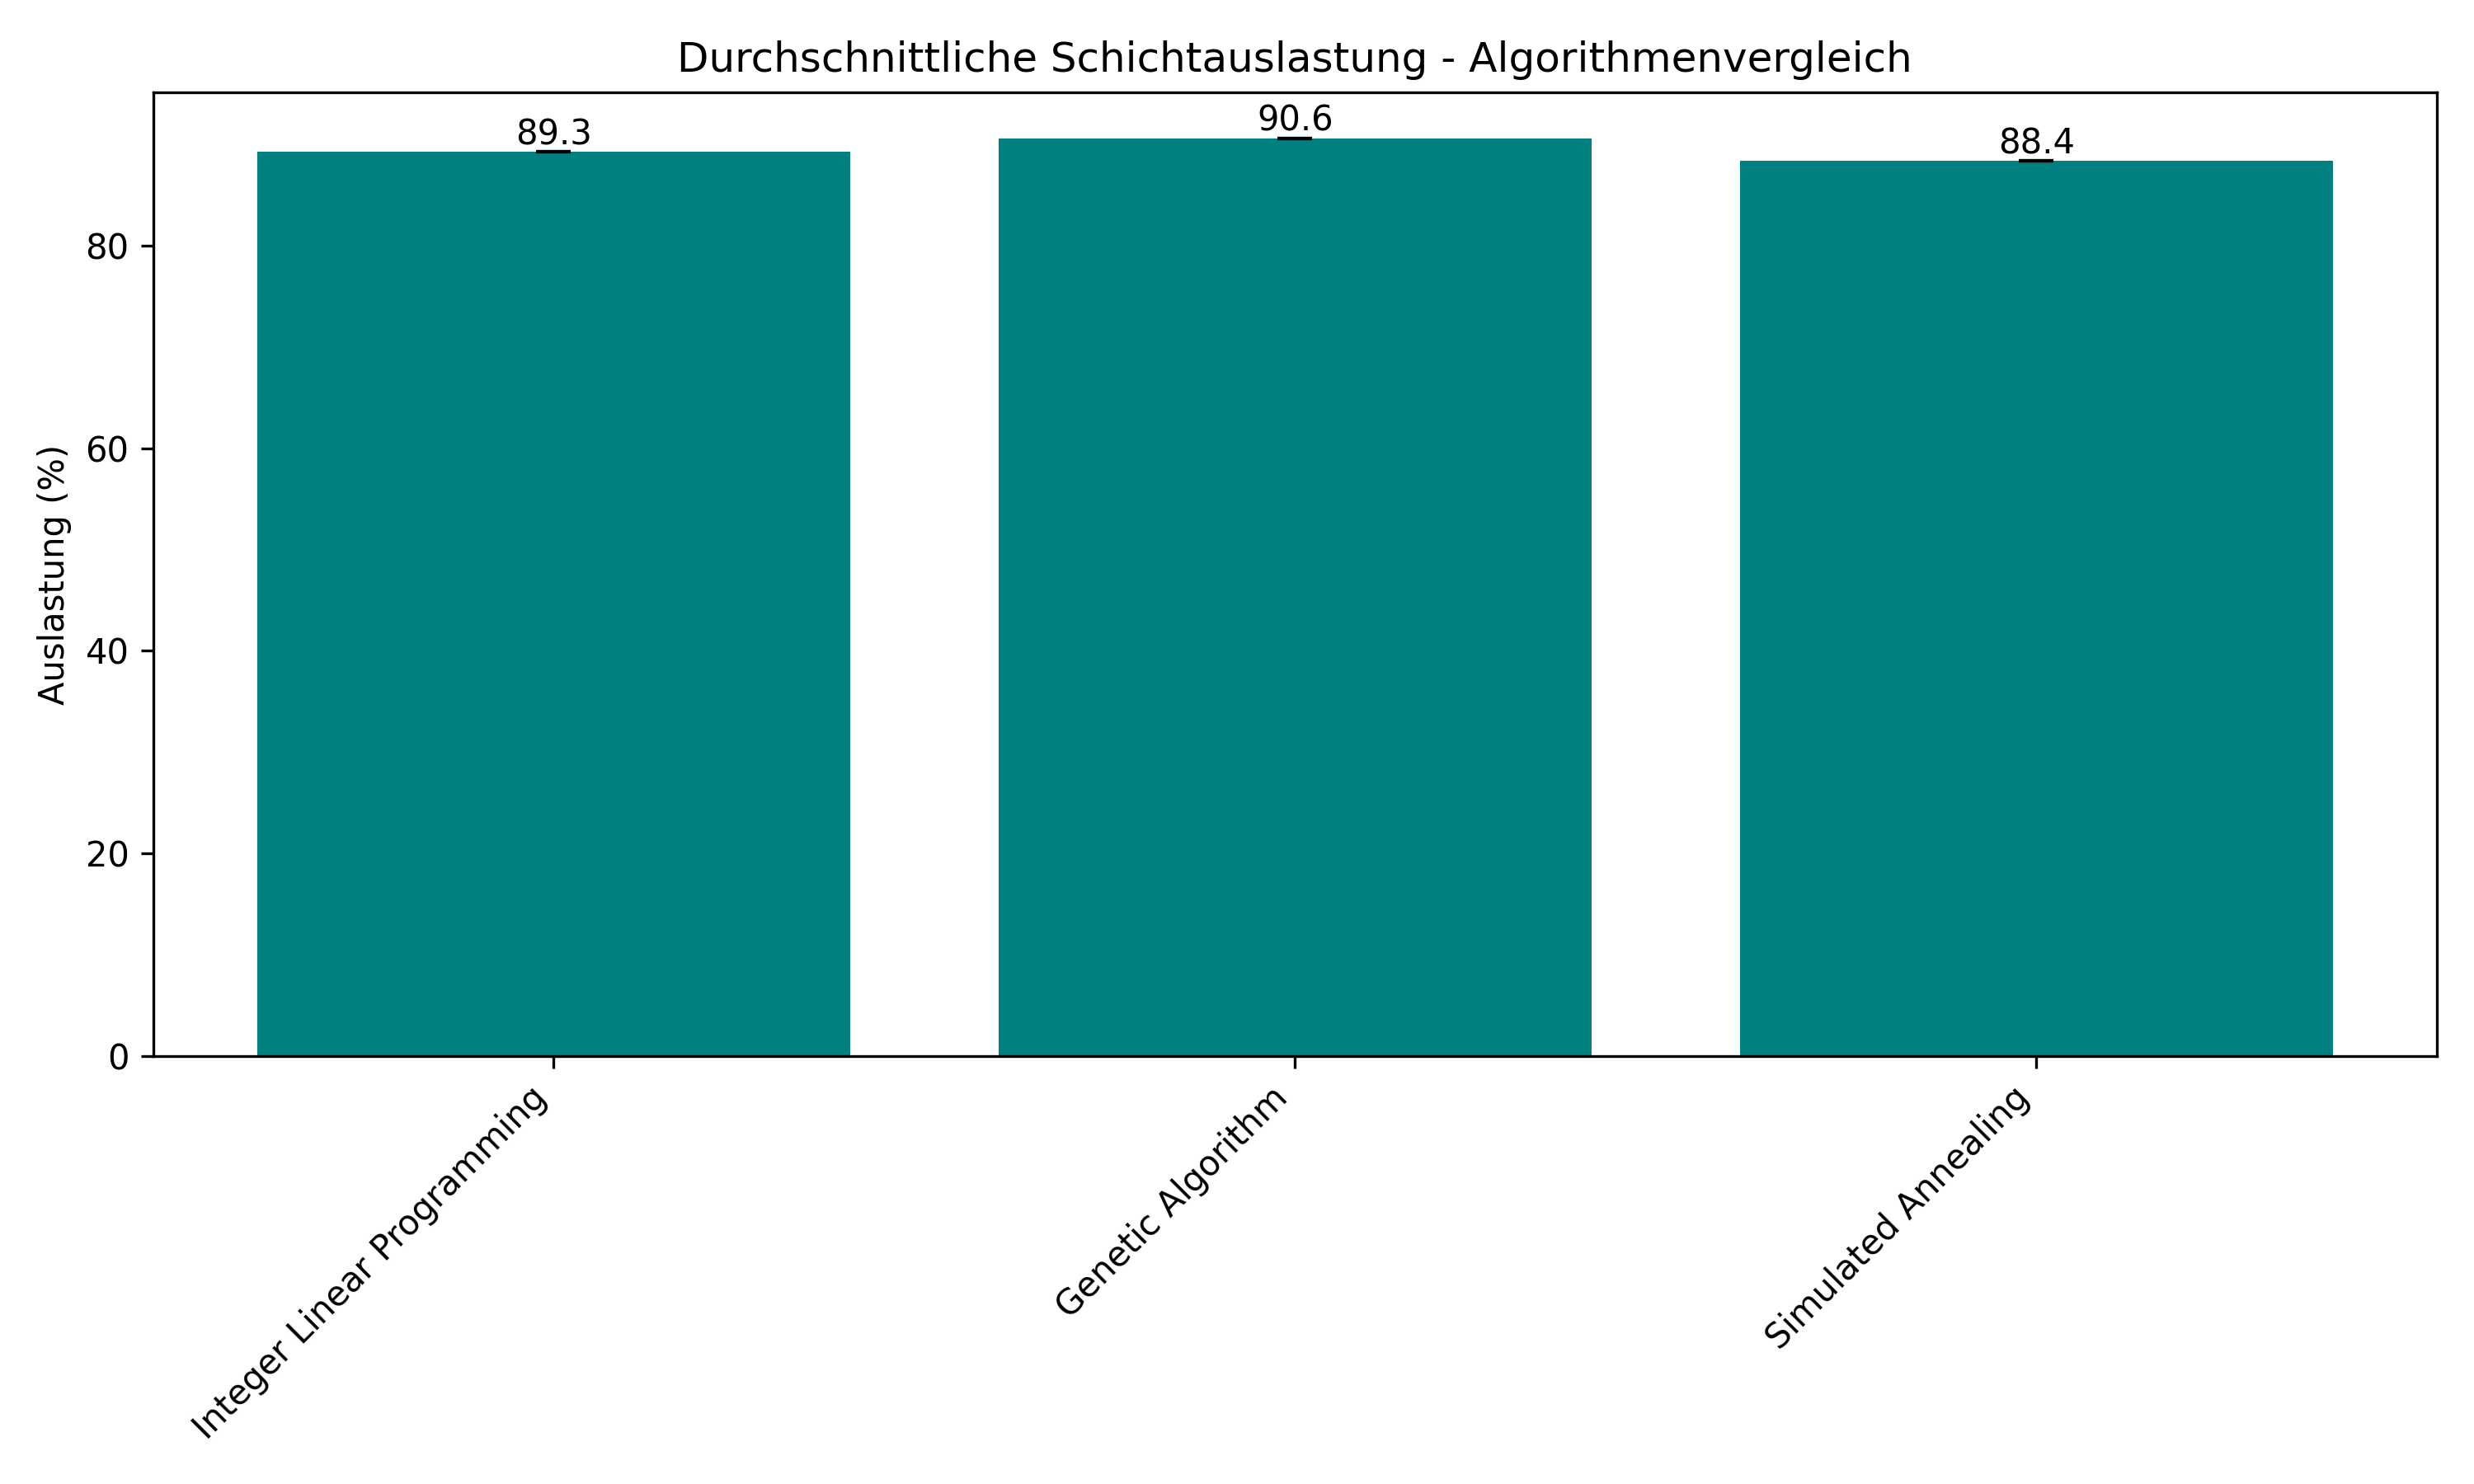 Durchschnittliche Schichtauslastung - Algorithmenvergleich
89.3
90.6
88.4
Auslastung (%)
80
60
40
20
0
Integer Linear Programming
Genetic Algorithm
Simulated Annealing